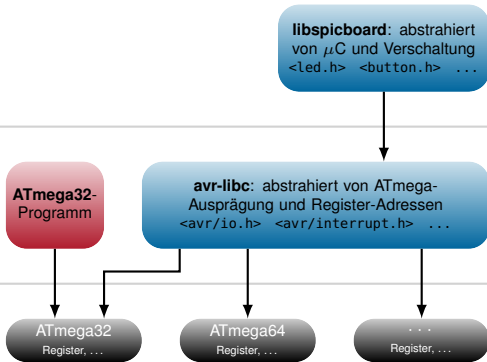 libspicboard: abstrahiert
von μC und Verschaltung
<led.h> <button.h> ...
ATmega32-
Programm
avr-libc: abstrahiert von ATmega-
Ausprägung und Register-Adressen
<avr/io.h> <avr/interrupt.h> ...
ATmega32
Register, ...
ATmega64
Register, ...
...
Register, ...